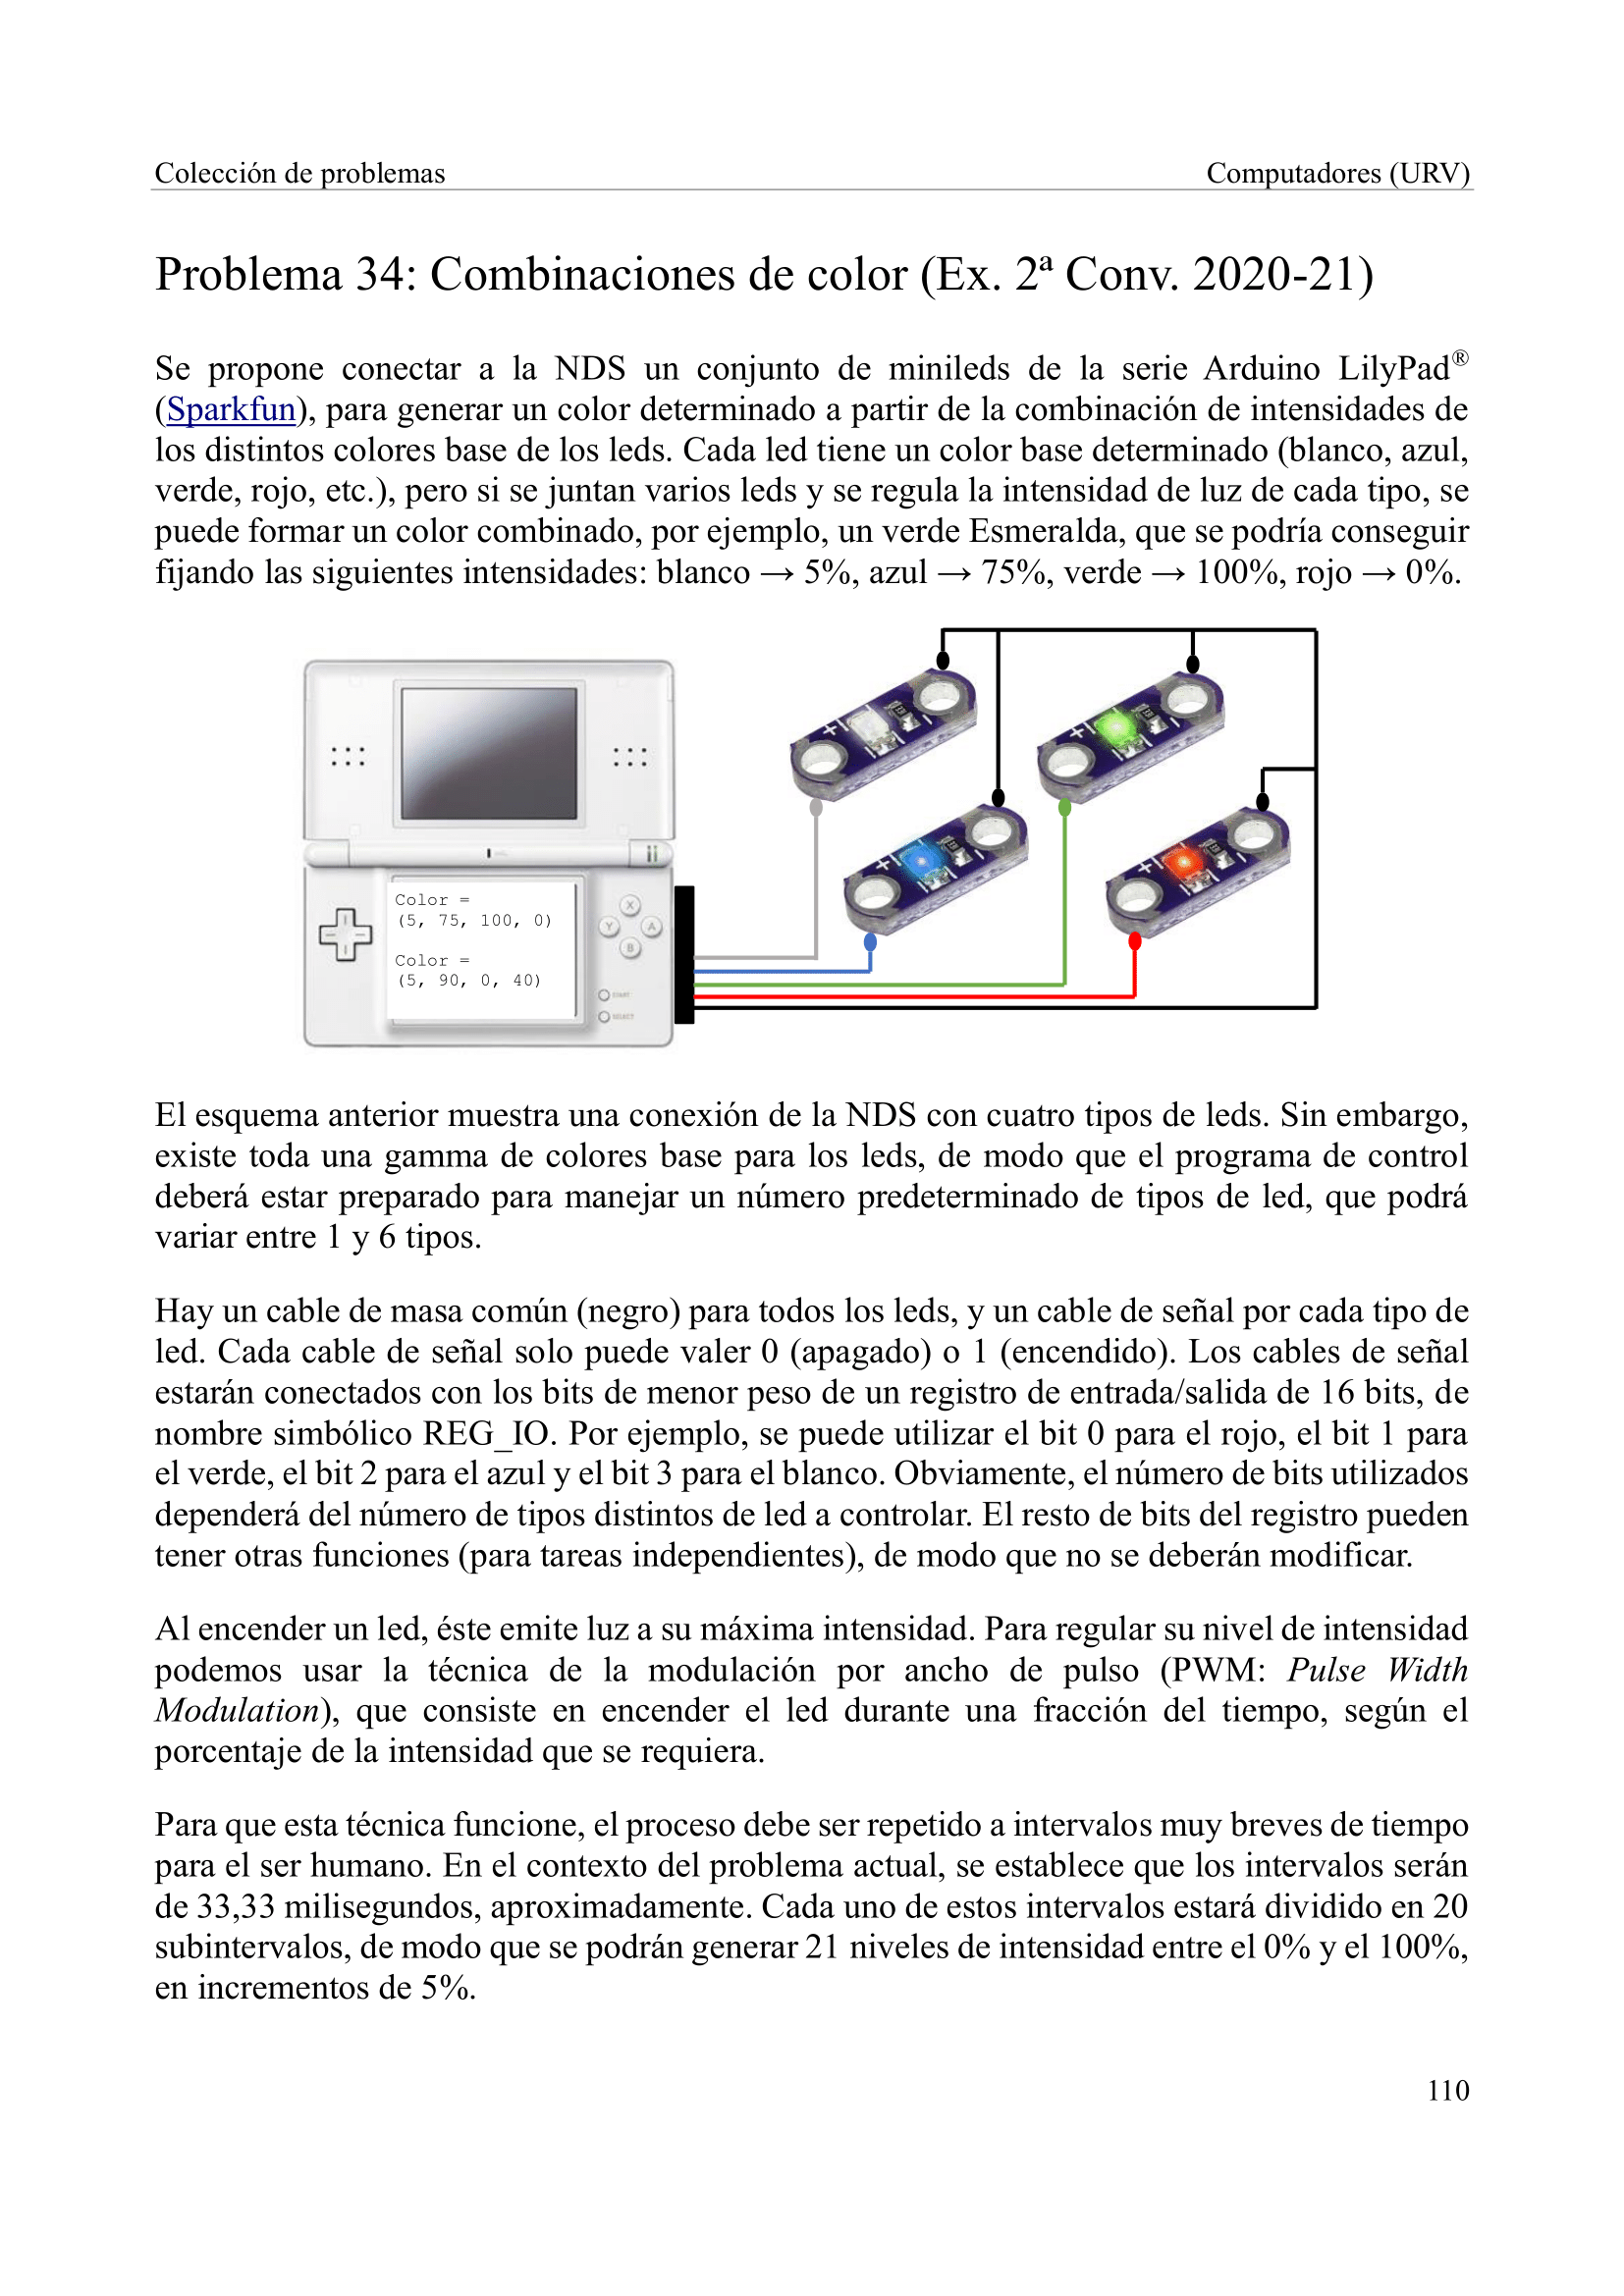 Colección de problemas Computadores (URV)
Problema 34: Combinaciones de color (Ex. 2ª Conv. 2020-21)
Se propone conectar a la NDS un conjunto de minileds de la serie Arduino LilyPad®
(Sparkfun), para generar un color determinado a partir de la combinación de intensidades de
los distintos colores base de los leds. Cada led tiene un color base determinado (blanco, azul,
verde, rojo, etc.), pero si se juntan varios leds y se regula la intensidad de luz de cada tipo, se
puede formar un color combinado, por ejemplo, un verde Esmeralda, que se podría conseguir
fijando las siguientes intensidades: blanco → 5%, azul → 75%, verde → 100%, rojo → 0%.
Color =
(5, 75, 100, 0)
Color =
(5, 90, 0, 40)
X
Y
A
B
START
SELECT
El esquema anterior muestra una conexión de la NDS con cuatro tipos de leds. Sin embargo,
existe toda una gamma de colores base para los leds, de modo que el programa de control
deberá estar preparado para manejar un número predeterminado de tipos de led, que podrá
variar entre 1 y 6 tipos.
Hay un cable de masa común (negro) para todos los leds, y un cable de señal por cada tipo de
led. Cada cable de señal solo puede valer 0 (apagado) o 1 (encendido). Los cables de señal
estarán conectados con los bits de menor peso de un registro de entrada/salida de 16 bits, de
nombre simbólico REG_IO. Por ejemplo, se puede utilizar el bit 0 para el rojo, el bit 1 para
el verde, el bit 2 para el azul y el bit 3 para el blanco. Obviamente, el número de bits utilizados
dependerá del número de tipos distintos de led a controlar. El resto de bits del registro pueden
tener otras funciones (para tareas independientes), de modo que no se deberán modificar.
Al encender un led, éste emite luz a su máxima intensidad. Para regular su nivel de intensidad
podemos usar la técnica de la modulación por ancho de pulso (PWM: Pulse Width
Modulation), que consiste en encender el led durante una fracción del tiempo, según el
porcentaje de la intensidad que se requiera.
Para que esta técnica funcione, el proceso debe ser repetido a intervalos muy breves de tiempo
para el ser humano. En el contexto del problema actual, se establece que los intervalos serán
de 33,33 milisegundos, aproximadamente. Cada uno de estos intervalos estará dividido en 20
subintervalos, de modo que se podrán generar 21 niveles de intensidad entre el 0% y el 100%,
en incrementos de 5%.
110